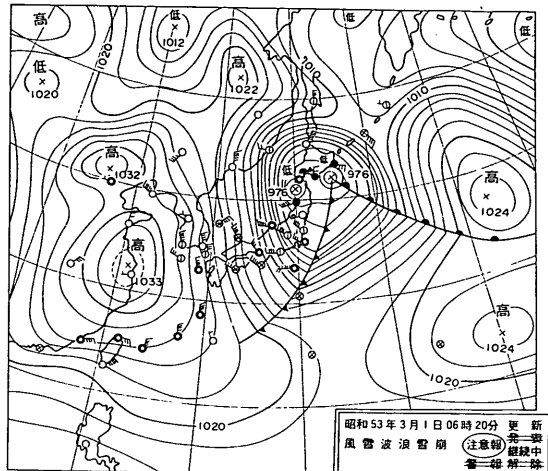 高
低
1012
1020
低
1020
高
1022
1010
低
低
1010
高
1032
低
976
低
976
高
1024
高
1033
高
1024
1020
1020
昭和53年3月1日06時20分 更新
風雪波浪雪崩 注意報 発表
継続中
警報 解除